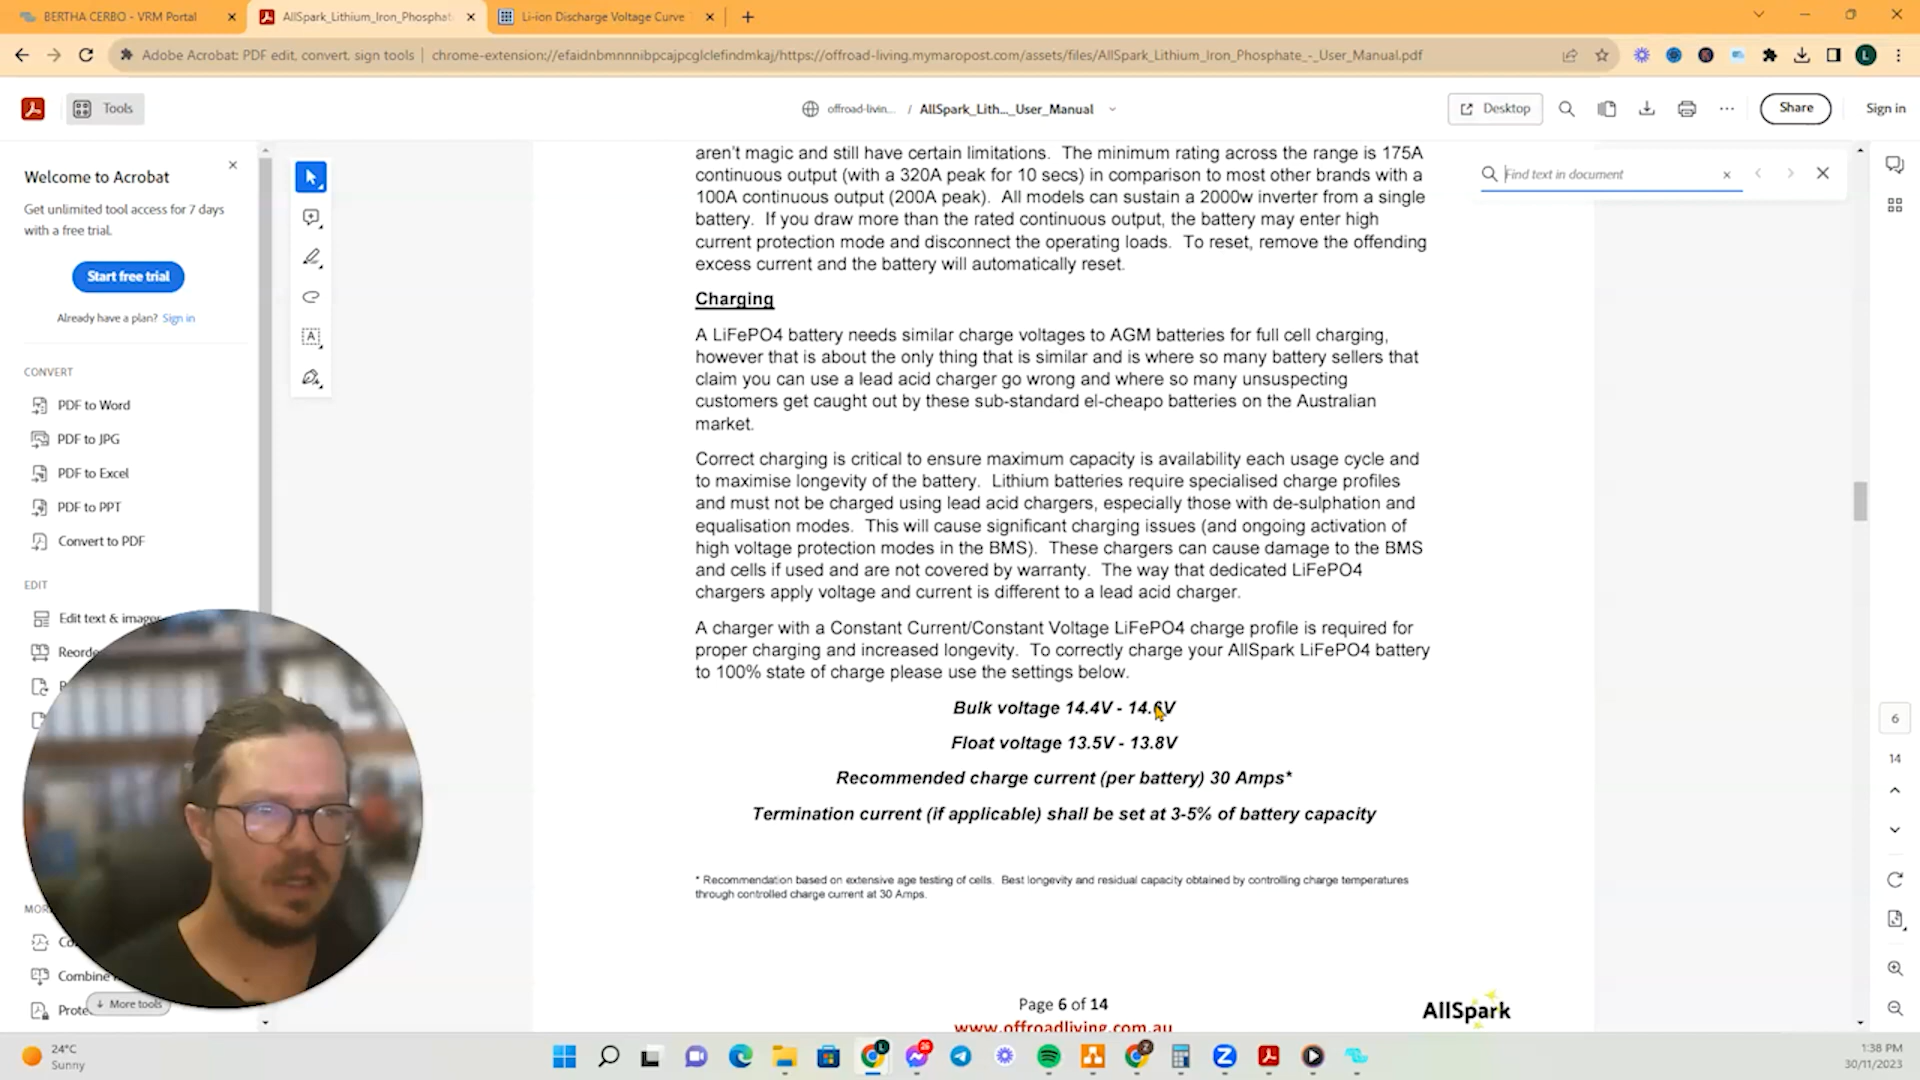 BERTHA CERBO - VRM Portal
AllSpark_Lithium_Iron_Phosphat
Li-ion Discharge Voltage Curve
Adobe Acrobat: PDF edit, convert, sign tools
chrome-extension://efaidnbmnnnibpcajpcglclefindmkaj/https://offroad-living.mymaropost.com/assets/files/AllSpark_Lithium_Iron_Phosphate_-_User_Manual.pdf
L
Tools
offroad-livin... / AllSpark_Lith..._User_Manual
Desktop
Share
Sign in
Find text in document
Welcome to Acrobat
Get unlimited tool access for 7 days
with a free trial.
Start free trial
Already have a plan? Sign in
CONVERT
PDF to Word
PDF to JPG
PDF to Excel
PDF to PPT
Convert to PDF
EDIT
Edit text & images
Reorde
MOR
Co
Combine
Prote
More tools
aren't magic and still have certain limitations. The minimum rating across the range is 175A
continuous output (with a 320A peak for 10 secs) in comparison to most other brands with a
100A continuous output (200A peak). All models can sustain a 2000w inverter from a single
battery. If you draw more than the rated continuous output, the battery may enter high
current protection mode and disconnect the operating loads. To reset, remove the offending
excess current and the battery will automatically reset.
Charging
A LiFePO4 battery needs similar charge voltages to AGM batteries for full cell charging,
however that is about the only thing that is similar and is where so many battery sellers that
claim you can use a lead acid charger go wrong and where so many unsuspecting
customers get caught out by these sub-standard el-cheapo batteries on the Australian
market.
Correct charging is critical to ensure maximum capacity is availability each usage cycle and
to maximise longevity of the battery. Lithium batteries require specialised charge profiles
and must not be charged using lead acid chargers, especially those with de-sulphation and
equalisation modes. This will cause significant charging issues (and ongoing activation of
high voltage protection modes in the BMS). These chargers can cause damage to the BMS
and cells if used and are not covered by warranty. The way that dedicated LiFePO4
chargers apply voltage and current is different to a lead acid charger.
A charger with a Constant Current/Constant Voltage LiFePO4 charge profile is required for
proper charging and increased longevity. To correctly charge your AllSpark LiFePO4 battery
to 100% state of charge please use the settings below.
Bulk voltage 14.4V - 14.6V
Float voltage 13.5V - 13.8V
Recommended charge current (per battery) 30 Amps*
Termination current (if applicable) shall be set at 3-5% of battery capacity
* Recommendation based on extensive age testing of cells. Best longevity and residual capacity obtained by controlling charge temperatures
through controlled charge current at 30 Amps.
Page 6 of 14
www.offroadliving.com.au
AllSpark
6
14
24°C
Sunny
1:38 PM
30/11/2023